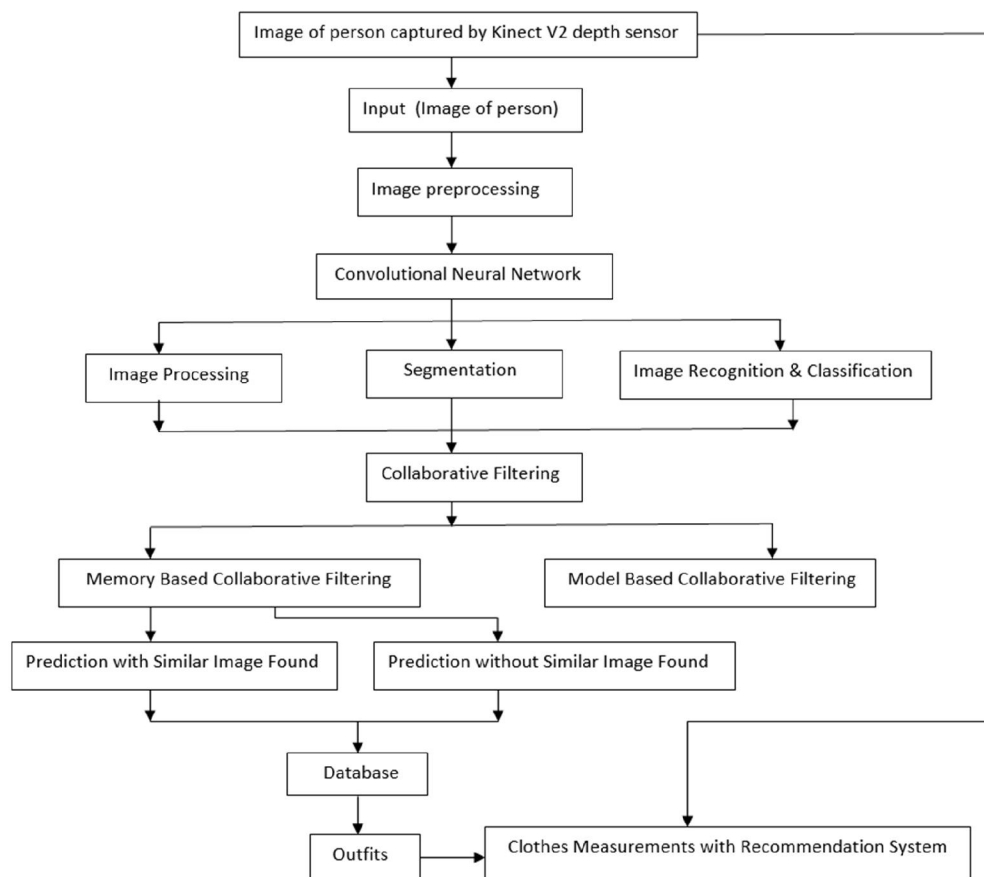 Image of person captured by Kinect V2 depth sensor
Input (Image of person)
Image preprocessing
Convolutional Neural Network
Image Processing
Segmentation
Image Recognition & Classification
Collaborative Filtering
Memory Based Collaborative Filtering
Model Based Collaborative Filtering
Prediction with Similar Image Found
Prediction without Similar Image Found
Database
Outfits
Clothes Measurements with Recommendation System